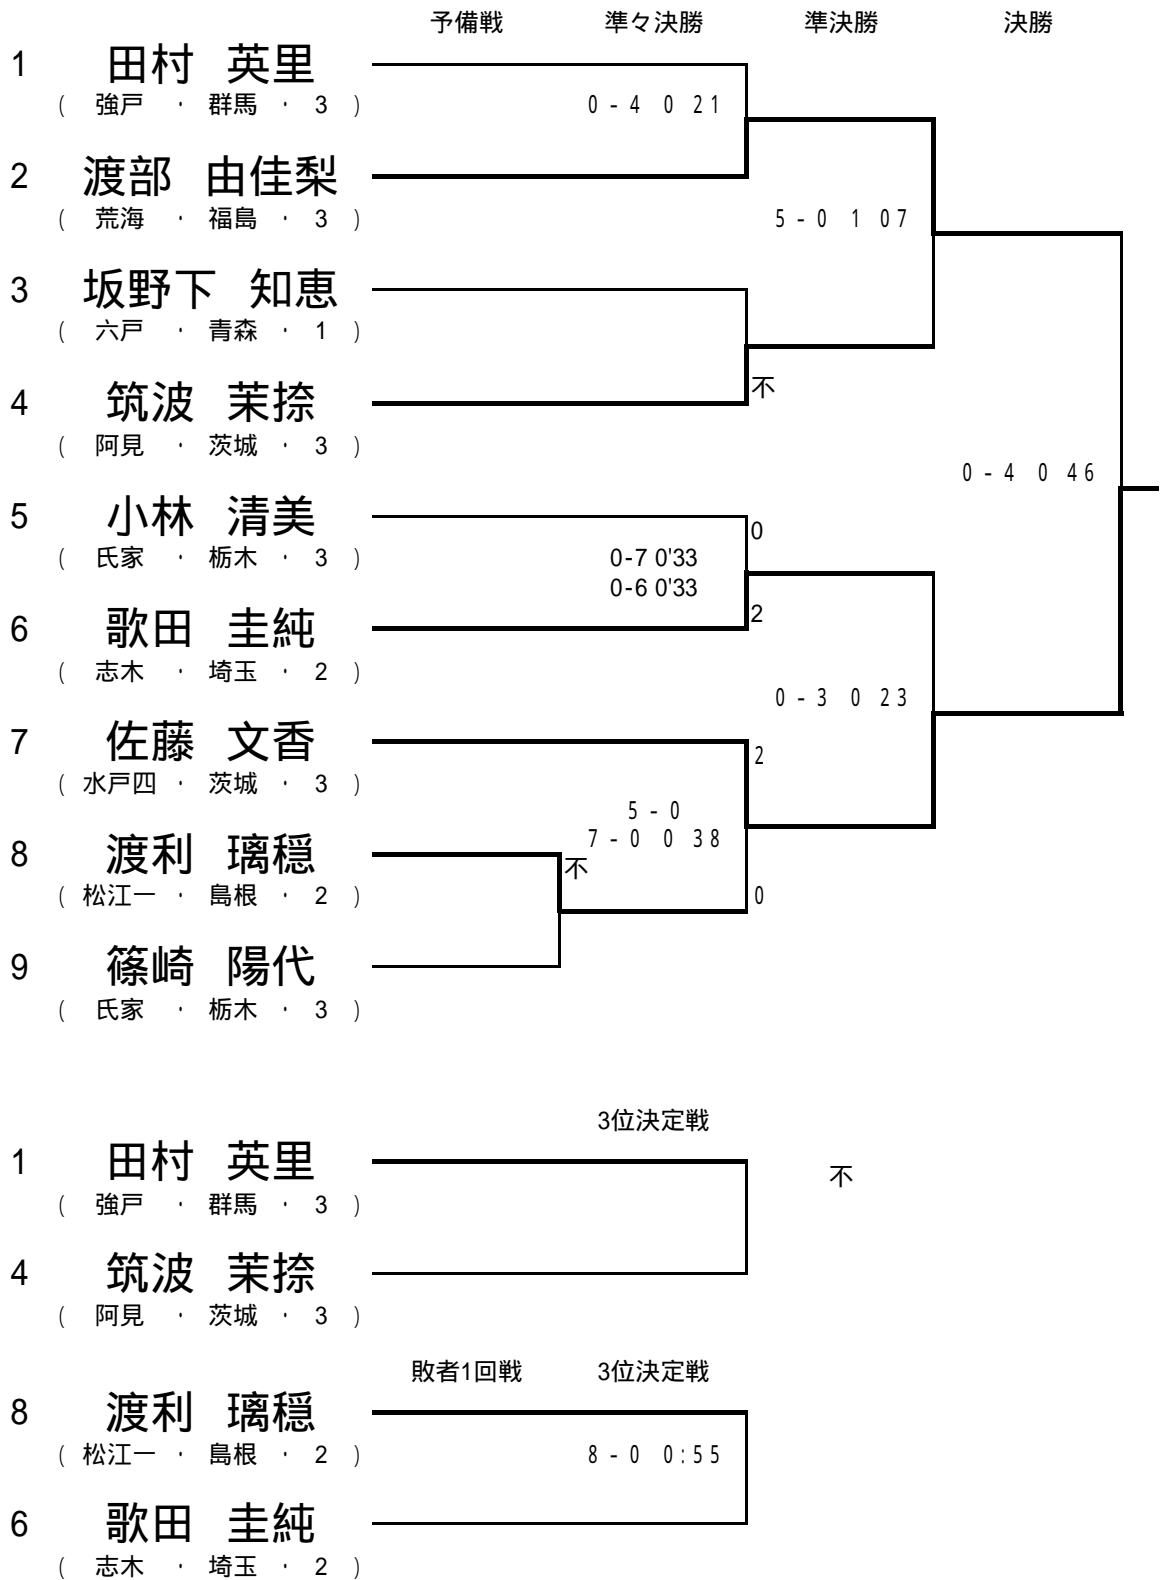 予備戦 準々決勝 準決勝 決勝
1 田村 英里
( 強戸 ・ 群馬 ・ 3 )
0 - 4 0 21
2 渡部 由佳梨
( 荒海 ・ 福島 ・ 3 )
5 - 0 1 07
3 坂野下 知恵
( 六戸 ・ 青森 ・ 1 )
不
4 筑波 茉捺
( 阿見 ・ 茨城 ・ 3 )
0 - 4 0 46
5 小林 清美
( 氏家 ・ 栃木 ・ 3 )
0
0-7 0'33
0-6 0'33
2
6 歌田 圭純
( 志木 ・ 埼玉 ・ 2 )
0 - 3 0 23
7 佐藤 文香
( 水戸四 ・ 茨城 ・ 3 )
2
5 - 0
7 - 0 0 38
8 渡利 璃穏
( 松江一 ・ 島根 ・ 2 )
不
0
9 篠崎 陽代
( 氏家 ・ 栃木 ・ 3 )
3位決定戦
1 田村 英里
( 強戸 ・ 群馬 ・ 3 )
不
4 筑波 茉捺
( 阿見 ・ 茨城 ・ 3 )
敗者1回戦 3位決定戦
8 渡利 璃穏
( 松江一 ・ 島根 ・ 2 )
8 - 0 0:55
6 歌田 圭純
( 志木 ・ 埼玉 ・ 2 )